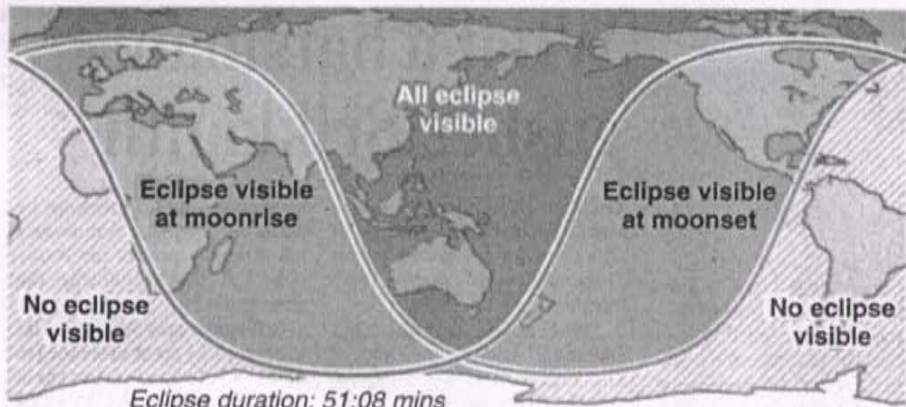 All eclipse
visible
Eclipse visible
at moonrise
Eclipse visible
at moonset
No eclipse
visible
No eclipse
visible
Eclipse duration: 51:08 mins